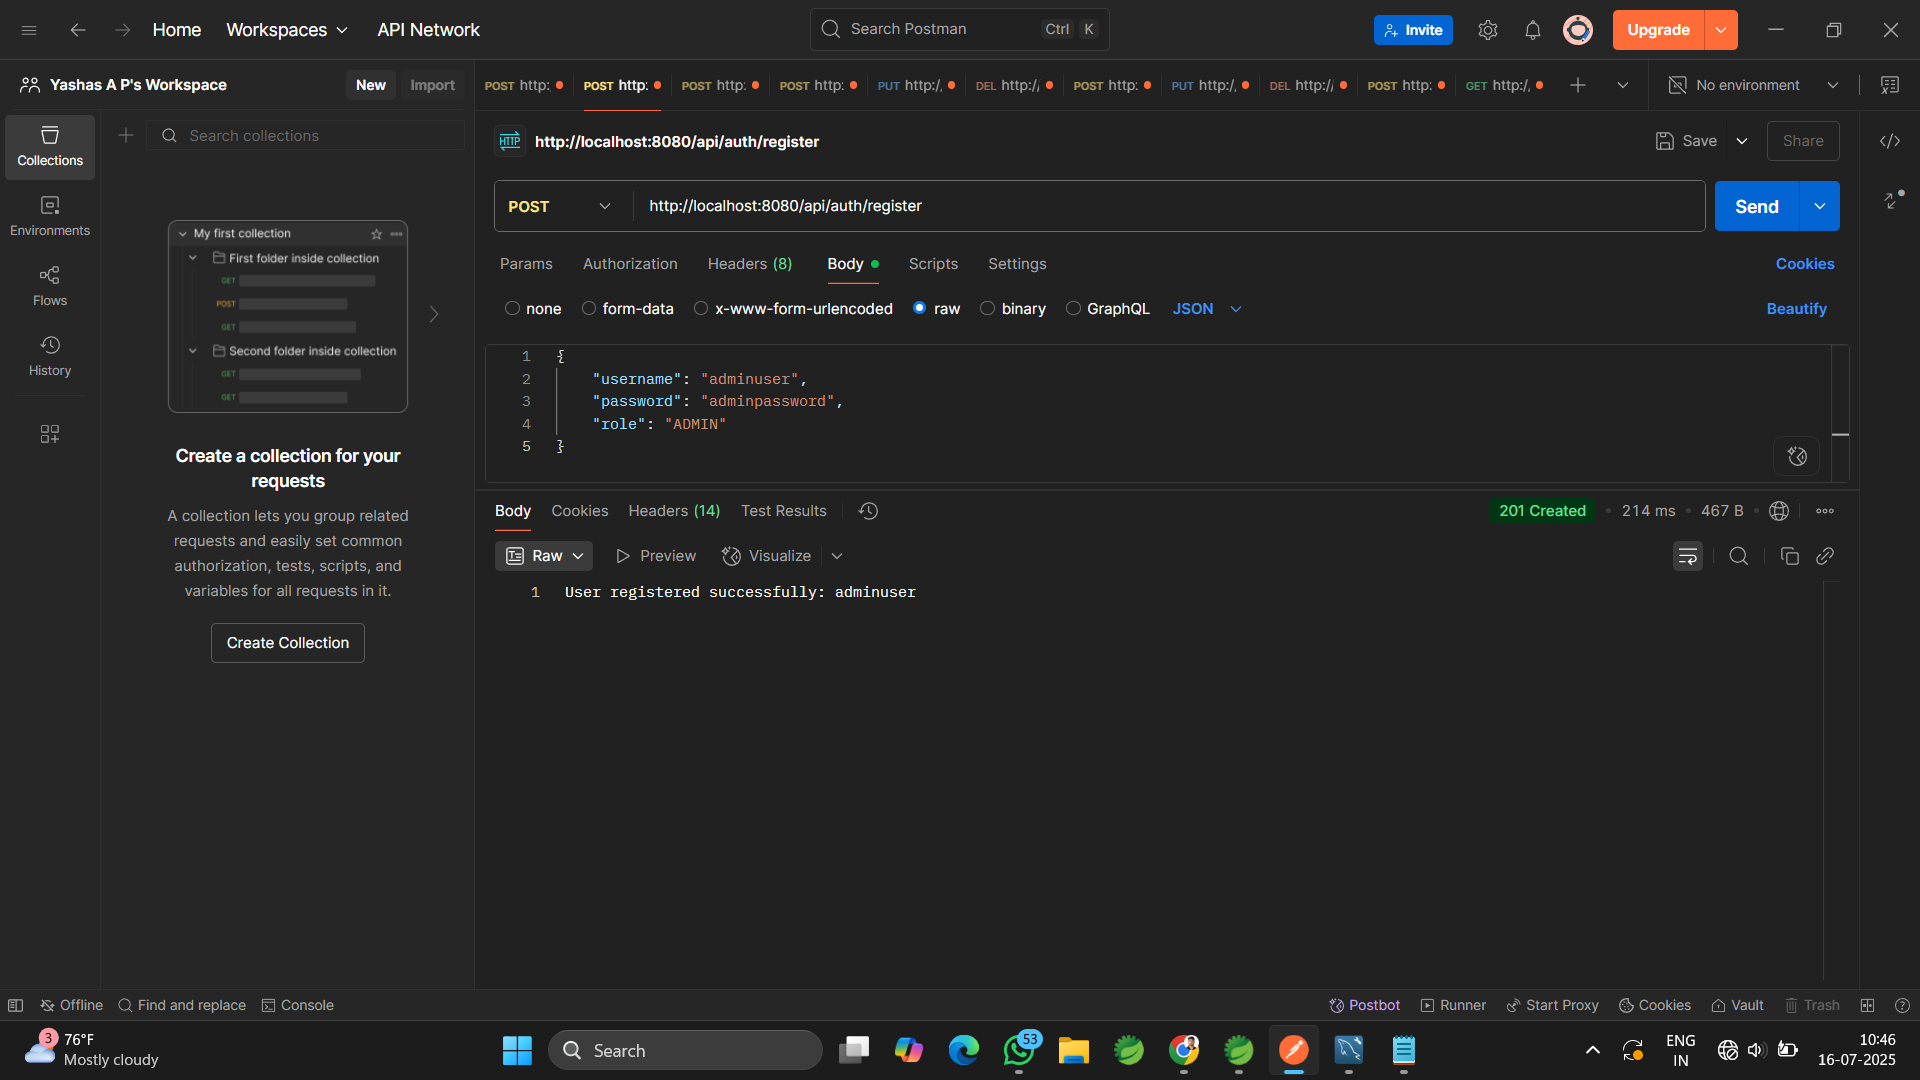 Home
Workspaces
API Network
Search Postman
Ctrl
K
Invite
Upgrade
Yashas A P's Workspace
New
Import
POST http:
POST http:
POST http:
POST http:
PUT http:/,
DEL http://
POST http:
PUT http:/,
DEL http://
POST http:
GET http:/,
No environment
Collections
Environments
Flows
History
Search collections
My first collection
First folder inside collection
GET
POST
GET
Second folder inside collection
GET
GET
Create a collection for your
requests
A collection lets you group related
requests and easily set common
authorization, tests, scripts, and
variables for all requests in it.
Create Collection
HTTP
http://localhost:8080/api/auth/register
Save
Share
POST
http://localhost:8080/api/auth/register
Send
Params
Authorization
Headers (8)
Body
Scripts
Settings
Cookies
none
form-data
x-www-form-urlencoded
raw
binary
GraphQL
JSON
Beautify
1 {
2 "username": "adminuser",
3 "password": "adminpassword",
4 "role": "ADMIN"
5 }
Body
Cookies
Headers (14)
Test Results
201 Created
214 ms
467 B
Raw
Preview
Visualize
1 User registered successfully: adminuser
Offline
Find and replace
Console
Postbot
Runner
Start Proxy
Cookies
Vault
Trash
3
76°F
Mostly cloudy
Search
53
ENG
IN
10:46
16-07-2025